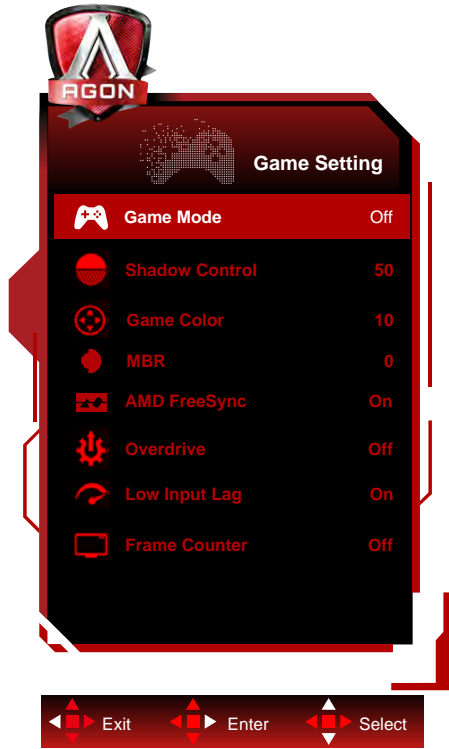 AGON
Game Setting
Game Mode Off
Shadow Control 50
Game Color 10
MBR 0
AMD FreeSync On
Overdrive Off
Low Input Lag On
Frame Counter Off
Exit Enter Select